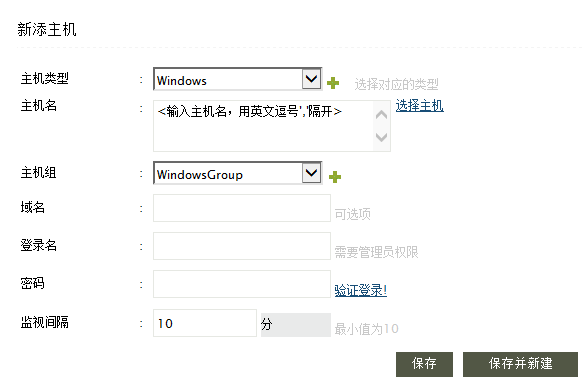 新添主机
主机类型 : Windows 选择对应的类型
主机名 : <输入主机名，用英文逗号','隔开> 选择主机
主机组 : WindowsGroup
域名 : 可选项
登录名 : 需要管理员权限
密码 : 验证登录!
监视间隔 : 10 分 最小值为10
保存 保存并新建